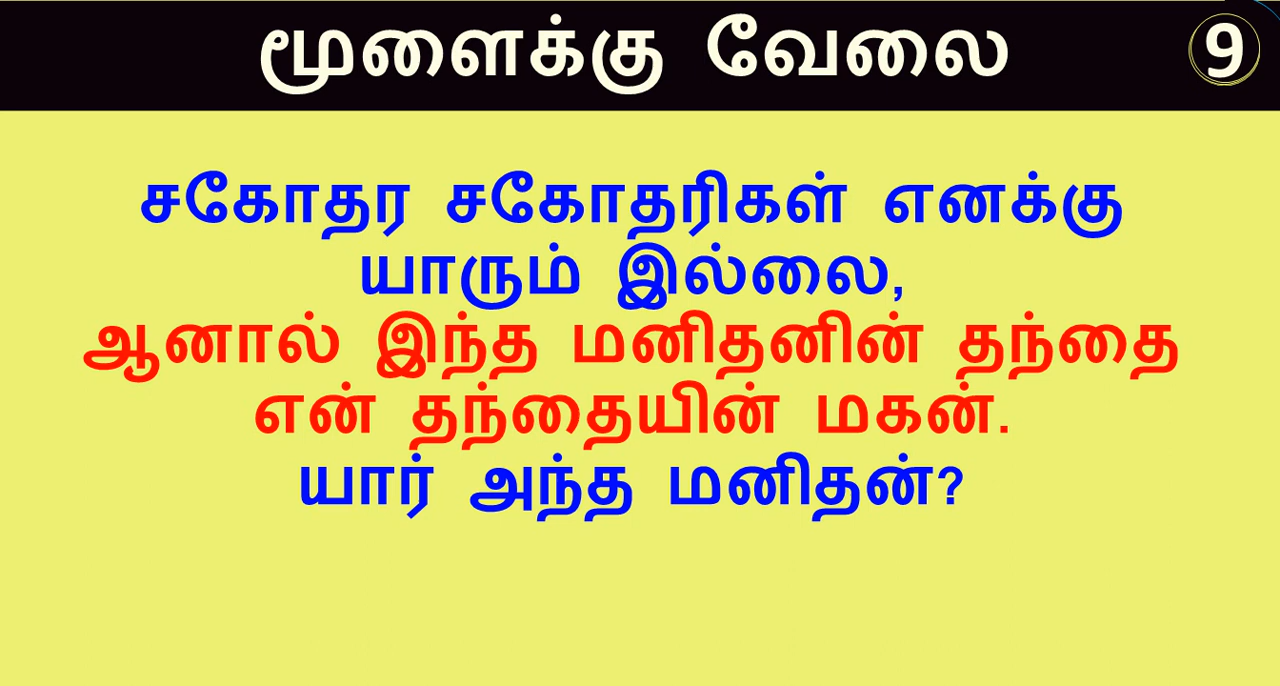 மூளைக்கு வேலை
9
சகோதர சகோதரிகள் எனக்கு
யாரும் இல்லை,
ஆனால் இந்த மனிதனின் தந்தை
என் தந்தையின் மகன்.
யார் அந்த மனிதன்?